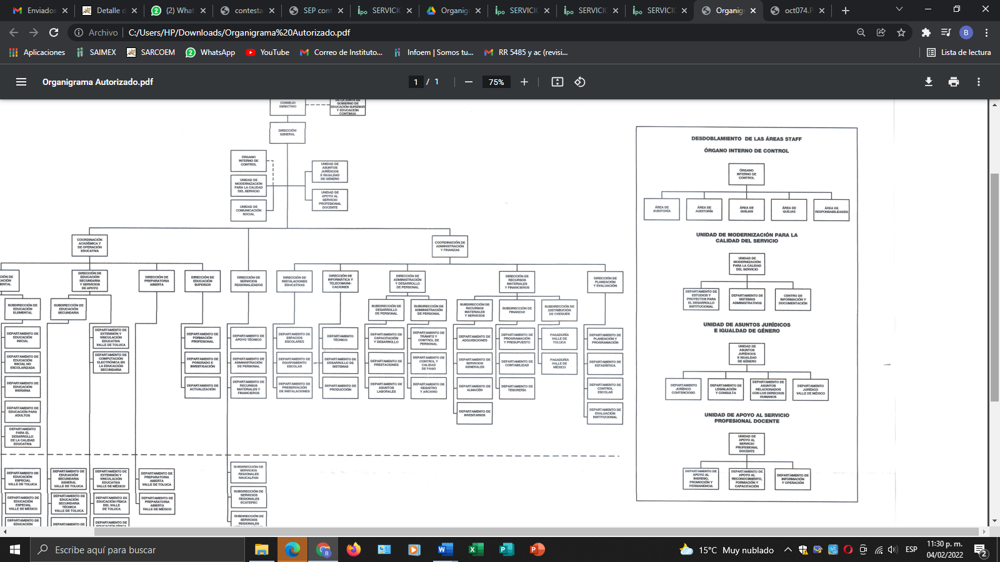 Enviados
Detalle d
(2) What
contesta
SEP cont
SERVICIO
Organig
SERVICIO
SERVICIO
SERVICIO
Organig
oct074.P
Archivo
C:/Users/HP/Downloads/Organigrama%20Autorizado.pdf
B
Aplicaciones
SAIMEX
SARCOEM
WhatsApp
YouTube
Correo de Instituto...
Infoem | Somos tu...
RR 5485 y ac (revisi...
Lista de lectura
Organigrama Autorizado.pdf
1 / 1
75%
CONSEJO
DIRECTIVO
DE LA JUNTA DE
GOBIERNO DE
EDUCACIÓN SUPERIOR
Y EDUCACIÓN
CONTINUA
DIRECCIÓN
GENERAL
ÓRGANO
INTERNO DE
CONTROL
UNIDAD DE
MODERNIZACIÓN
PARA LA CALIDAD
DEL SERVICIO
UNIDAD DE
COMUNICACIÓN
SOCIAL
UNIDAD DE
ASUNTOS
JURÍDICOS
E IGUALDAD
DE GÉNERO
UNIDAD DE
APOYO AL
SERVICIO
PROFESIONAL
DOCENTE
COORDINACIÓN
ACADÉMICA Y
DE OPERACIÓN
EDUCATIVA
COORDINACIÓN DE
ADMINISTRACIÓN
Y FINANZAS
CIÓN DE
CACIÓN
ENTAL
DIRECCIÓN DE
EDUCACIÓN
SECUNDARIA
Y SERVICIOS
DE APOYO
DIRECCIÓN DE
PREPARATORIA
ABIERTA
DIRECCIÓN DE
EDUCACIÓN
SUPERIOR
DIRECCIÓN DE
SERVICIOS
REGIONALIZADOS
DIRECCIÓN DE
INSTALACIONES
EDUCATIVAS
DIRECCIÓN DE
INFORMÁTICA Y
TELECOMUNI-
CACIONES
DIRECCIÓN DE
ADMINISTRACIÓN
Y DESARROLLO
DE PERSONAL
DIRECCIÓN DE
RECURSOS
MATERIALES
Y FINANCIEROS
DIRECCIÓN DE
PLANEACIÓN
Y EVALUACIÓN
SUBDIRECCIÓN DE
EDUCACIÓN
ELEMENTAL
SUBDIRECCIÓN DE
EDUCACIÓN
SECUNDARIA
SUBDIRECCIÓN DE
DESARROLLO
DE PERSONAL
SUBDIRECCIÓN DE
ADMINISTRACIÓN
DE PERSONAL
SUBDIRECCIÓN DE
RECURSOS
MATERIALES
Y SERVICIOS
SUBDIRECCIÓN DE
FINANZAS
SUBDIRECCIÓN DE
DISTRIBUCIÓN
DE CHEQUES
DEPARTAMENTO DE
EDUCACIÓN
INICIAL
DEPARTAMENTO DE
EXTENSIÓN Y
VINCULACIÓN
EDUCATIVA
VALLE DE TOLUCA
DEPARTAMENTO DE
FORMACIÓN
PROFESIONAL
DEPARTAMENTO DE
APOYO TÉCNICO
DEPARTAMENTO DE
ESPACIOS
ESCOLARES
DEPARTAMENTO
TÉCNICO
DEPARTAMENTO DE
CAPACITACIÓN
Y DESARROLLO
DEPARTAMENTO DE
TRÁMITE Y
CONTROL DE
PERSONAL
DEPARTAMENTO DE
ADQUISICIONES
DEPARTAMENTO DE
PROGRAMACIÓN
Y PRESUPUESTO
PAGADURÍA
VALLE DE
TOLUCA
DEPARTAMENTO DE
PLANEACIÓN Y
PROGRAMACIÓN
DEPARTAMENTO DE
EDUCACIÓN
INICIAL NO
ESCOLARIZADA
DEPARTAMENTO DE
COMPUTACIÓN
ELECTRÓNICA EN
LA EDUCACIÓN
SECUNDARIA
DEPARTAMENTO DE
POSGRADO E
INVESTIGACIÓN
DEPARTAMENTO DE
ADMINISTRACIÓN
DE PERSONAL
DEPARTAMENTO DE
EQUIPAMIENTO
ESCOLAR
DEPARTAMENTO DE
DESARROLLO DE
SISTEMAS
DEPARTAMENTO DE
PRESTACIONES
DEPARTAMENTO DE
CONTROL Y
CALIDAD
DE PAGO
DEPARTAMENTO DE
SERVICIOS
GENERALES
DEPARTAMENTO DE
CONTABILIDAD
PAGADURÍA
VALLE DE
MÉXICO
DEPARTAMENTO DE
ESTADÍSTICA
DEPARTAMENTO DE
EDUCACIÓN
INDÍGENA
DEPARTAMENTO DE
ACTUALIZACIÓN
DEPARTAMENTO DE
RECURSOS
MATERIALES Y
FINANCIEROS
DEPARTAMENTO DE
PRESERVACIÓN
DE INSTALACIONES
DEPARTAMENTO DE
PRODUCCIÓN
DEPARTAMENTO DE
ASUNTOS
LABORALES
DEPARTAMENTO DE
REGISTRO
Y ARCHIVO
DEPARTAMENTO DE
ALMACÉN
DEPARTAMENTO DE
TESORERÍA
DEPARTAMENTO DE
CONTROL
ESCOLAR
DEPARTAMENTO DE
EDUCACIÓN PARA
ADULTOS
DEPARTAMENTO DE
INVENTARIOS
DEPARTAMENTO DE
EVALUACIÓN
INSTITUCIONAL
DEPARTAMENTO
PARA EL
DESARROLLO
DE LA CALIDAD
EDUCATIVA
DEPARTAMENTO DE
EDUCACIÓN
ESPECIAL
VALLE DE TOLUCA
DEPARTAMENTO DE
EDUCACIÓN
SECUNDARIA
GENERAL
VALLE DE TOLUCA
DEPARTAMENTO DE
EXTENSIÓN Y
VINCULACIÓN
EDUCATIVA
VALLE DE MÉXICO
DEPARTAMENTO DE
PREPARATORIA
ABIERTA
VALLE DE TOLUCA
SUBDIRECCIÓN DE
SERVICIOS
REGIONALES
NAUCALPAN
DEPARTAMENTO DE
EDUCACIÓN
ESPECIAL
VALLE DE MÉXICO
DEPARTAMENTO DE
EDUCACIÓN
SECUNDARIA
TÉCNICA
VALLE DE TOLUCA
DEPARTAMENTO DE
EDUCACIÓN FÍSICA
DEL VALLE
DE TOLUCA
DEPARTAMENTO DE
PREPARATORIA
ABIERTA
VALLE DE MÉXICO
SUBDIRECCIÓN DE
SERVICIOS
REGIONALES
ECATEPEC
DEPARTAMENTO DE
EDUCACIÓN
DEPARTAMENTO DE
DEPARTAMENTO DE
SUBDIRECCIÓN DE
SERVICIOS
REGIONALES
DESDOBLAMIENTO DE LAS ÁREAS STAFF
ÓRGANO INTERNO DE CONTROL
ÓRGANO
INTERNO DE
CONTROL
ÁREA DE
AUDITORÍA
ÁREA DE
AUDITORÍA
ÁREA DE
QUEJAS
ÁREA DE
QUEJAS
ÁREA DE
RESPONSABILIDADES
UNIDAD DE MODERNIZACIÓN PARA LA
CALIDAD DEL SERVICIO
UNIDAD DE
MODERNIZACIÓN
PARA LA CALIDAD
DEL SERVICIO
DEPARTAMENTO DE
ESTUDIOS Y
PROYECTOS PARA
EL DESARROLLO
INSTITUCIONAL
DEPARTAMENTO DE
SISTEMAS
ADMINISTRATIVOS
CENTRO DE
INFORMACIÓN Y
DOCUMENTACIÓN
UNIDAD DE ASUNTOS JURÍDICOS
E IGUALDAD DE GÉNERO
UNIDAD DE
ASUNTOS
JURÍDICOS
E IGUALDAD
DE GÉNERO
DEPARTAMENTO
JURÍDICO
CONTENCIOSO
DEPARTAMENTO DE
LEGISLACIÓN
Y CONSULTA
DEPARTAMENTO DE
ASUNTOS
RELACIONADOS
CON LOS DERECHOS
HUMANOS
DEPARTAMENTO
JURÍDICO
VALLE DE MÉXICO
UNIDAD DE APOYO AL SERVICIO
PROFESIONAL DOCENTE
UNIDAD DE
APOYO AL
SERVICIO
PROFESIONAL
DOCENTE
DEPARTAMENTO DE
APOYO AL
INGRESO,
PROMOCIÓN Y
PERMANENCIA
DEPARTAMENTO DE
APOYO AL
RECONOCIMIENTO,
FORMACIÓN Y
CAPACITACIÓN
DEPARTAMENTO DE
INFORMACIÓN
Y OPERACIÓN
Escribe aquí para buscar
15°C Muy nublado
ESP
11:30 p. m.
04/02/2022
2